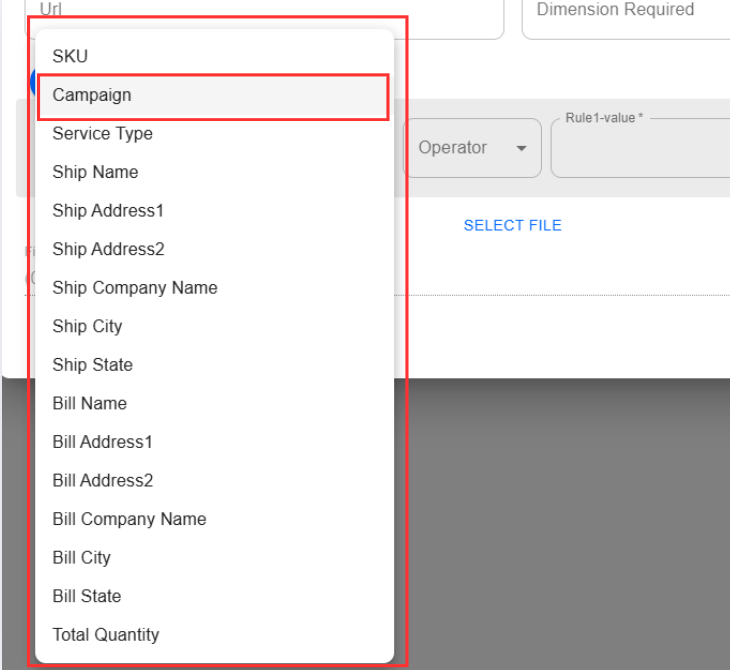 Url
Dimension Required
SKU
Campaign
Service Type
Ship Name
Ship Address1
Ship Address2
Ship Company Name
Ship City
Ship State
Bill Name
Bill Address1
Bill Address2
Bill Company Name
Bill City
Bill State
Total Quantity
Operator
Rule1-value *
SELECT FILE